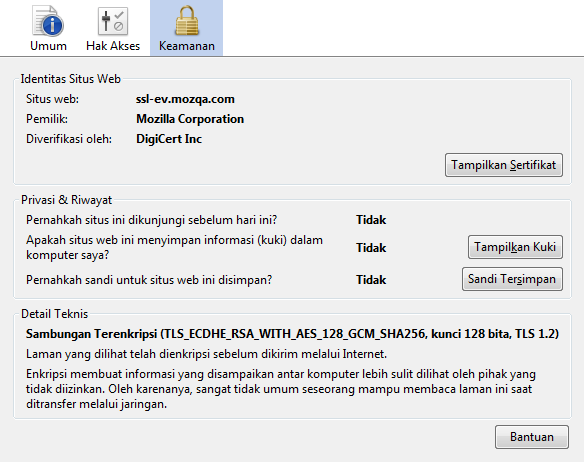 Umum Hak Akses Keamanan
Identitas Situs Web
Situs web: ssl-ev.mozqa.com
Pemilik: Mozilla Corporation
Diverifikasi oleh: DigiCert Inc
Tampilkan Sertifikat
Privasi & Riwayat
Pernahkah situs ini dikunjungi sebelum hari ini? Tidak
Apakah situs web ini menyimpan informasi (kuki) dalam
komputer saya? Tidak Tampilkan Kuki
Pernahkah sandi untuk situs web ini disimpan? Tidak Sandi Tersimpan
Detail Teknis
Sambungan Terenkripsi (TLS_ECDHE_RSA_WITH_AES_128_GCM_SHA256, kunci 128 bita, TLS 1.2)
Laman yang dilihat telah dienkripsi sebelum dikirim melalui Internet.
Enkripsi membuat informasi yang disampaikan antar komputer lebih sulit dilihat oleh pihak yang
tidak diizinkan. Oleh karenanya, sangat tidak umum seseorang mampu membaca laman ini saat
ditransfer melalui jaringan.
Bantuan